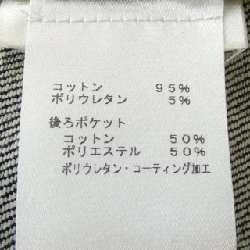 コットン 95%
ポリウレタン 5%
後ろポケット
コットン 50%
ポリエステル 50%
ポリウレタン・コーティング加工